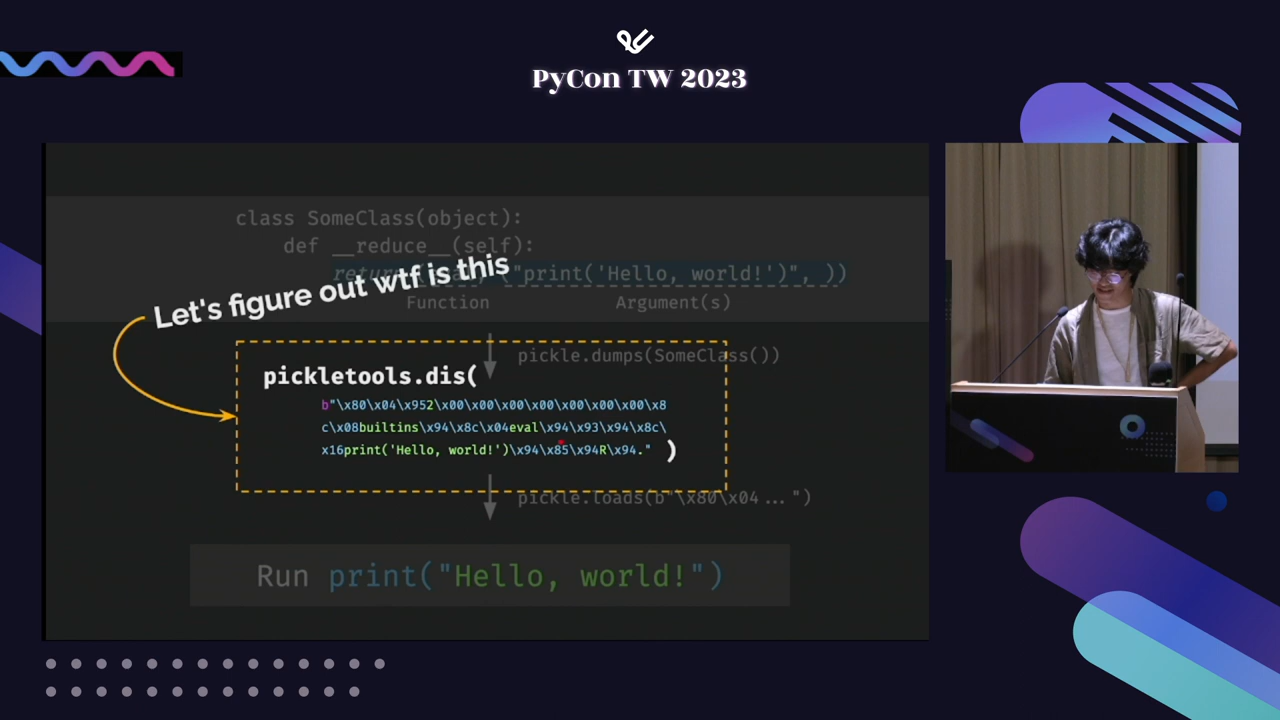 PyCon TW 2023
class SomeClass(object):
def __reduce__(self):
return (eval, ("print('Hello, world!')", ))
Function Argument(s)
Let's figure out wtf is this
pickle.dumps(SomeClass())
pickletools.dis(
b"\x80\x04\x952\x00\x00\x00\x00\x00\x00\x00\x8
c\x08builtins\x94\x8c\x04eval\x94\x93\x94\x8c\
x16print('Hello, world!')\x94\x85\x94R\x94." )
pickle.loads(b"\x80\x04...")
Run print("Hello, world!")